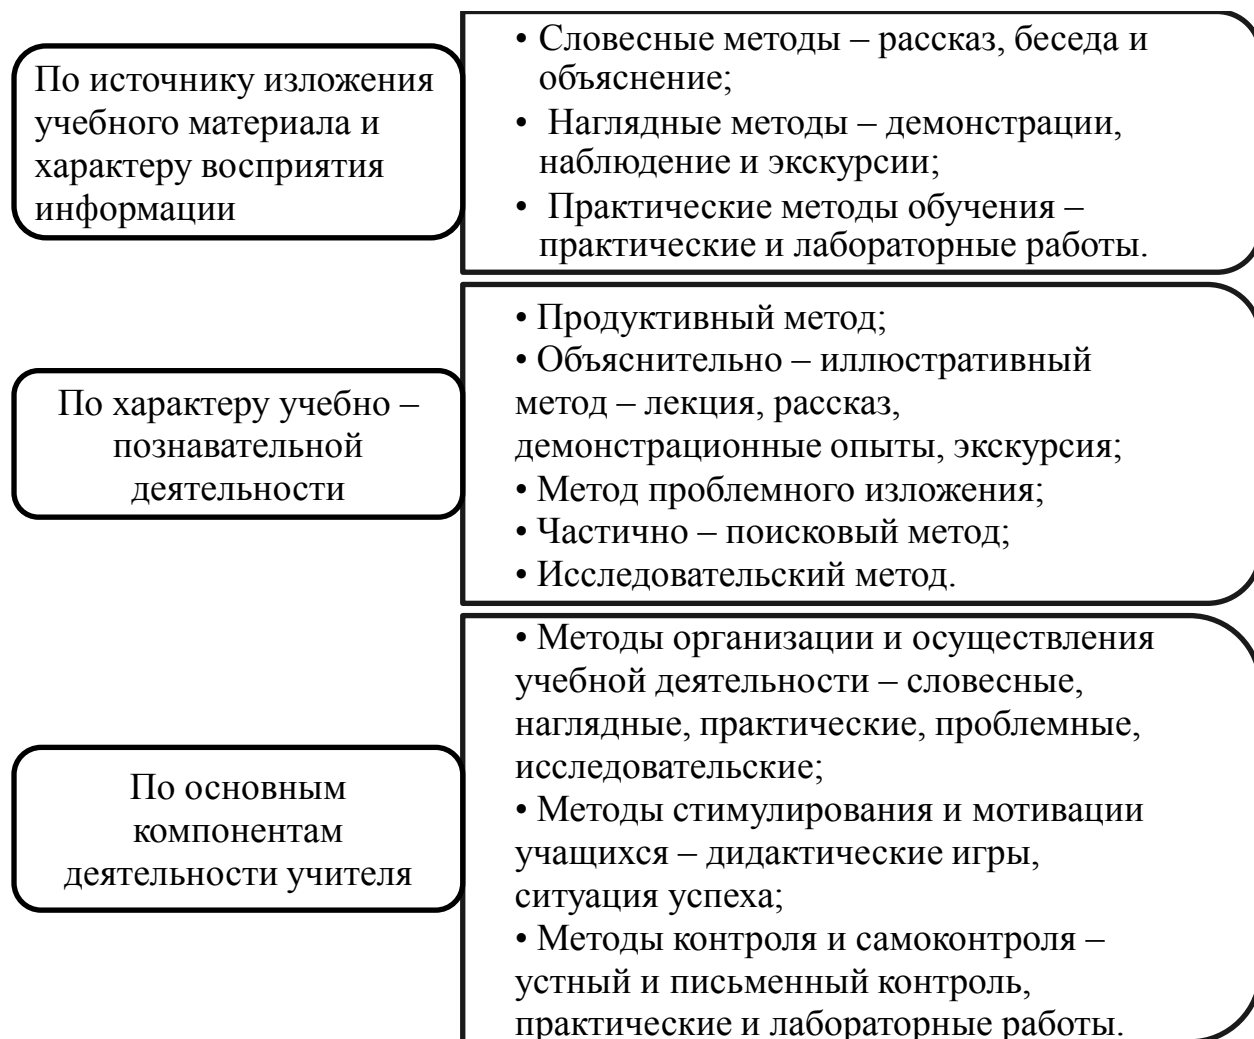 По источнику изложения
учебного материала и
характеру восприятия
информации
• Словесные методы – рассказ, беседа и
объяснение;
• Наглядные методы – демонстрации,
наблюдение и экскурсии;
• Практические методы обучения –
практические и лабораторные работы.
По характеру учебно –
познавательной
деятельности
• Продуктивный метод;
• Объяснительно – иллюстративный
метод – лекция, рассказ,
демонстрационные опыты, экскурсия;
• Метод проблемного изложения;
• Частично – поисковый метод;
• Исследовательский метод.
По основным
компонентам
деятельности учителя
• Методы организации и осуществления
учебной деятельности – словесные,
наглядные, практические, проблемные,
исследовательские;
• Методы стимулирования и мотивации
учащихся – дидактические игры,
ситуация успеха;
• Методы контроля и самоконтроля –
устный и письменный контроль,
практические и лабораторные работы.